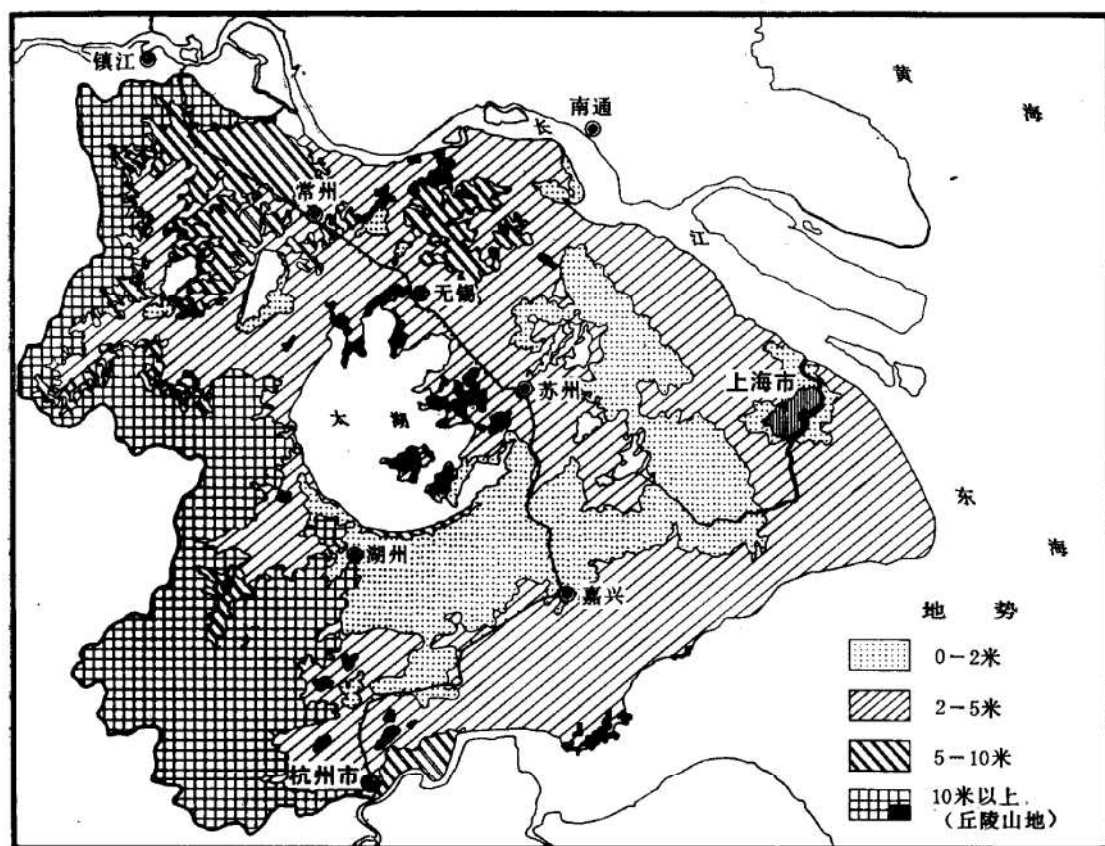 镇江
南通
黄
海
长
江
常州
无锡
苏州
上海市
太湖
东
海
湖州
嘉兴
杭州市
地势
0－2米
2－5米
5－10米
10米以上
（丘陵山地）